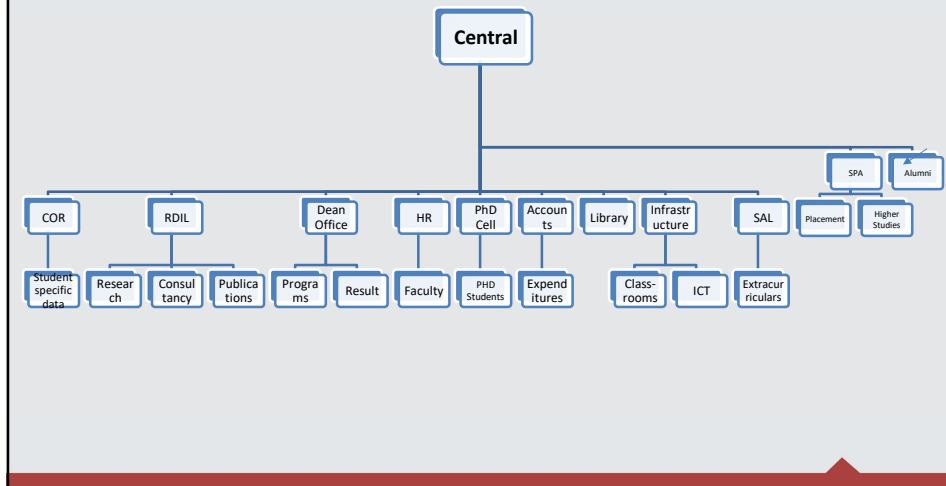 Central
SPA
Alumni
COR
RDIL
Dean
Office
HR
PhD
Cell
Accoun
ts
Library
Infrastr
ucture
SAL
Placement
Higher
Studies
Student
specific
data
Resear
ch
Consul
tancy
Publica
tions
Progra
ms
Result
Faculty
PHD
Students
Expend
itures
Class-
rooms
ICT
Extracur
riculars